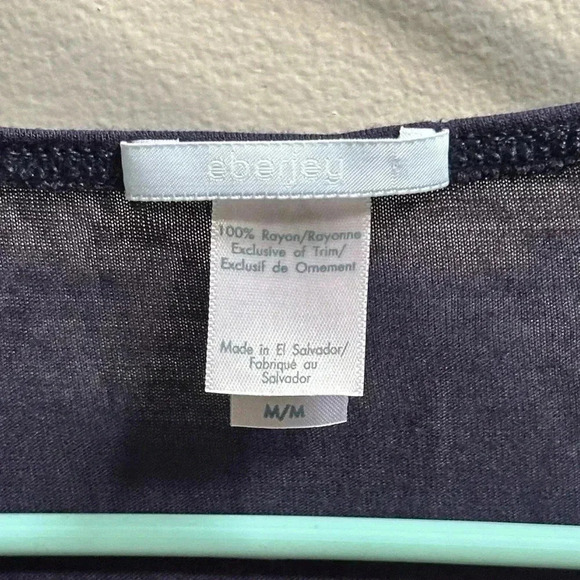 eberjey
100% Rayon/Rayonne
Exclusive of Trim/
Exclusif de Ornement
Made in El Salvador/
Fabriqué au
Salvador
M/M